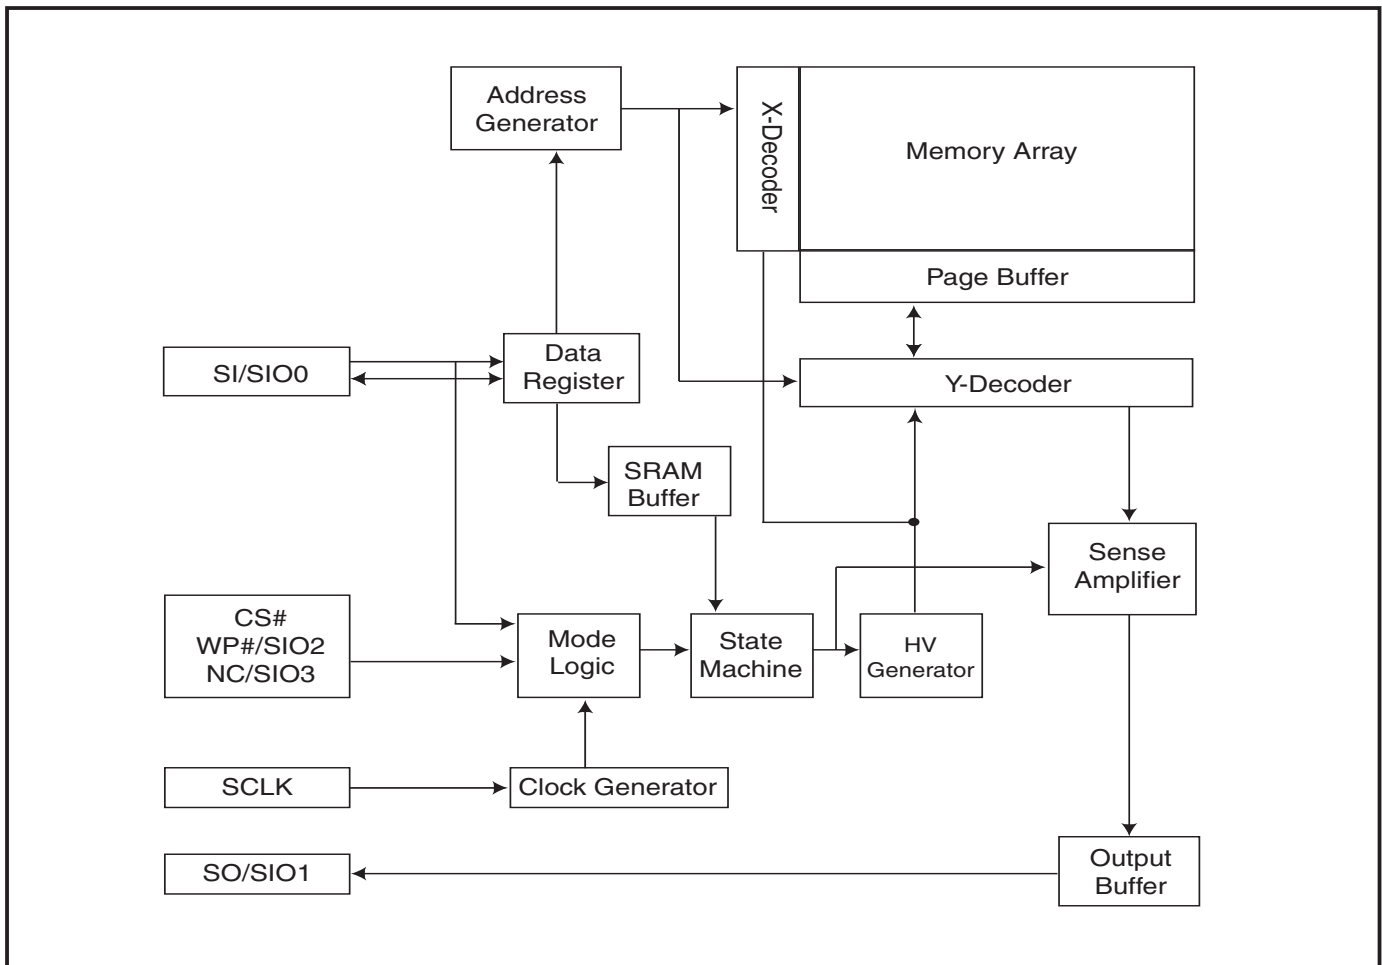 Address
Generator
X-Decoder
Memory Array
Page Buffer
SI/SIO0
Data
Register
Y-Decoder
SRAM
Buffer
Sense
Amplifier
CS#
WP#/SIO2
NC/SIO3
Mode
Logic
State
Machine
HV
Generator
SCLK
Clock Generator
SO/SIO1
Output
Buffer